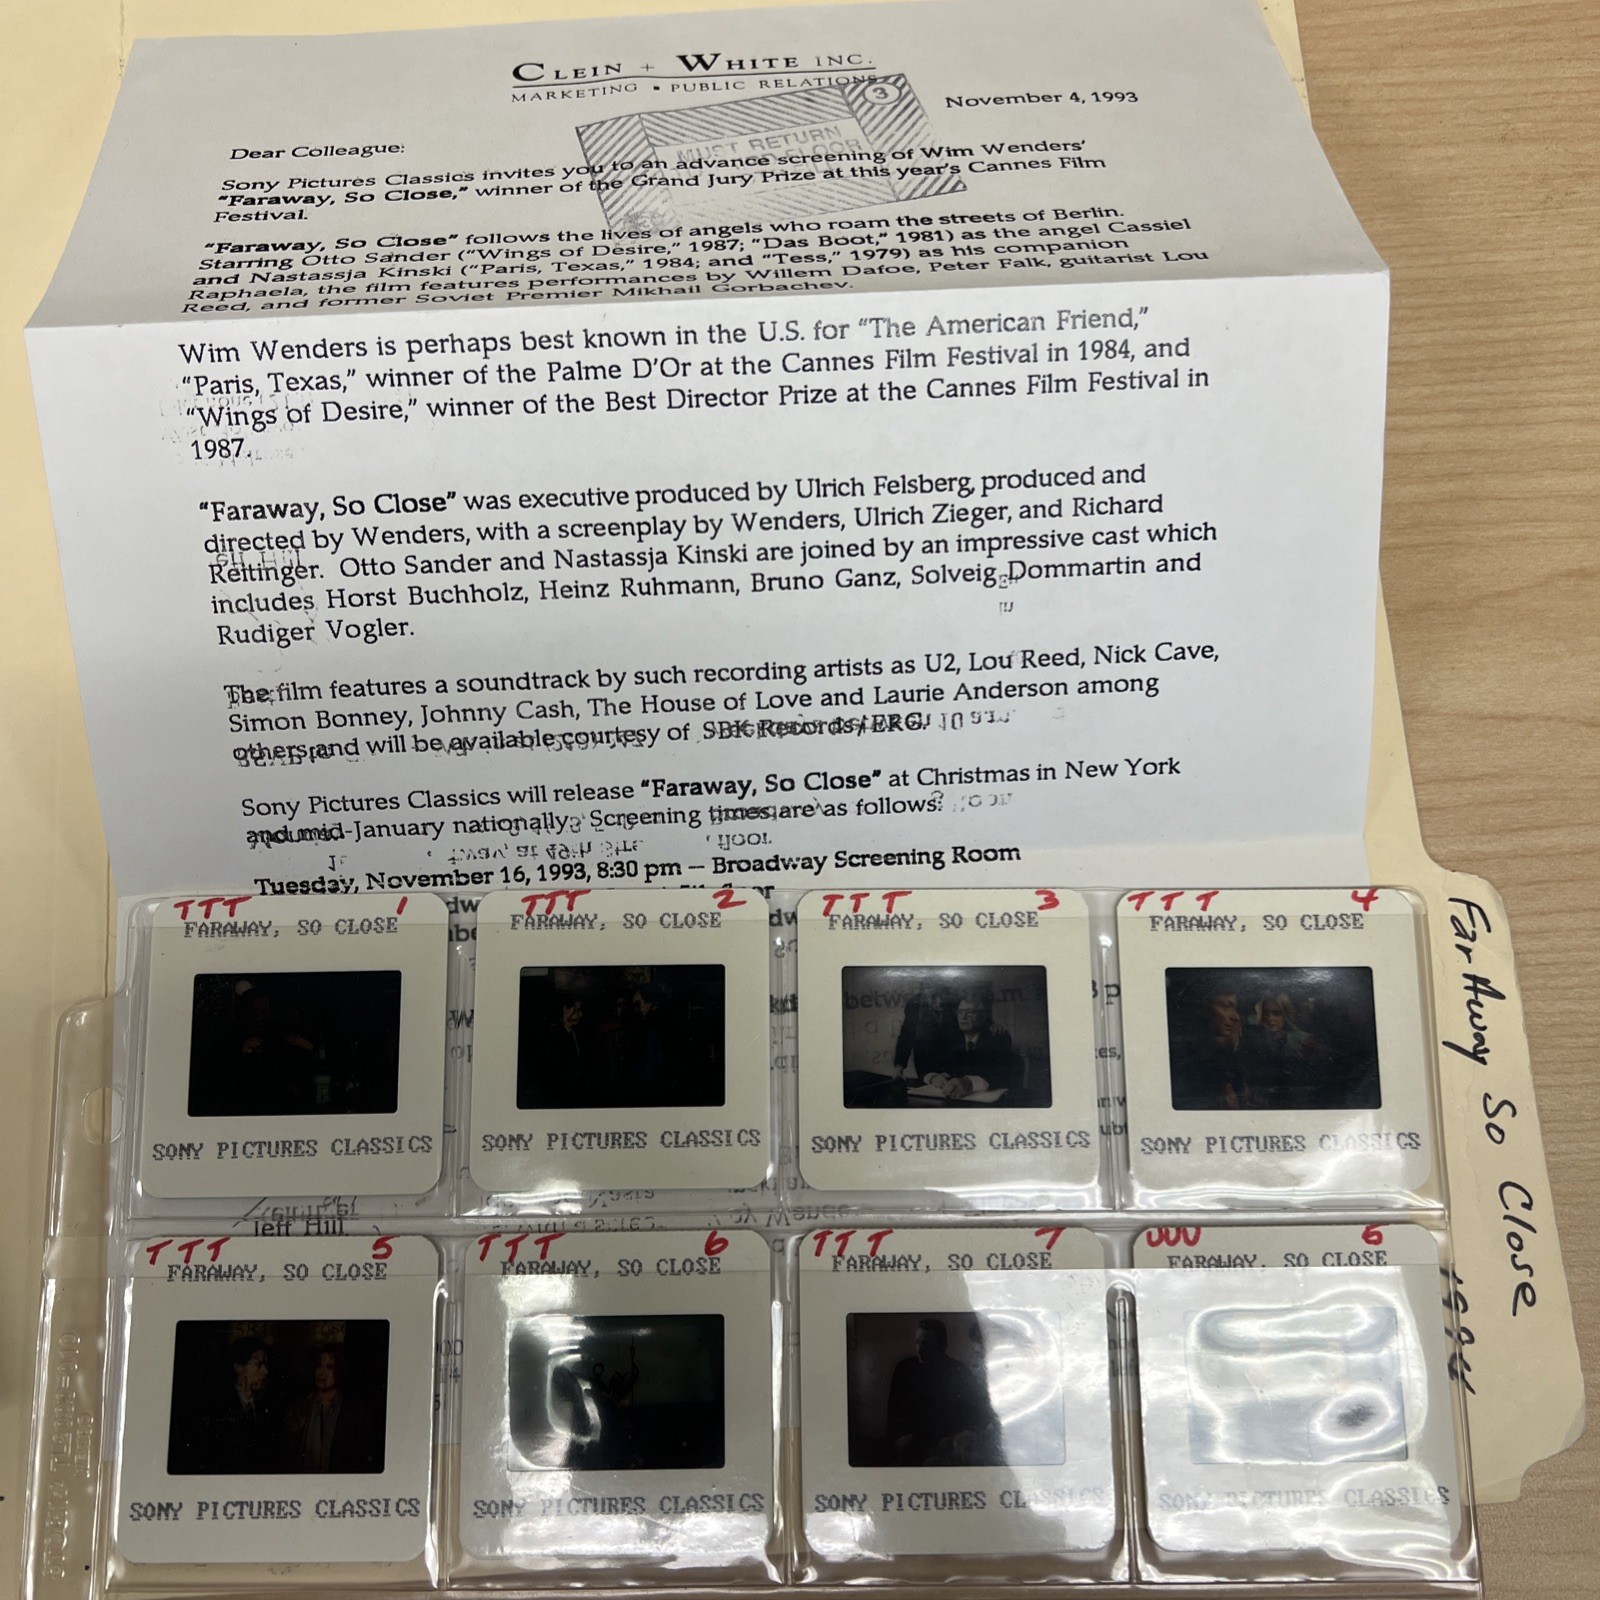 CLEIN + WHITE INC.
MARKETING ▪ PUBLIC RELATIONS
3
November 4, 1993
MUST RETURN
FLOOR
Dear Colleague:
Sony Pictures Classics invites you to an advance screening of Wim Wenders'
"Faraway, So Close," winner of the Grand Jury Prize at this year's Cannes Film
Festival.
"Faraway, So Close" follows the lives of angels who roam the streets of Berlin.
Starring Otto Sander ("Wings of Desire," 1987; "Das Boot," 1981) as the angel Cassiel
and Nastassja Kinski ("Paris, Texas," 1984; and "Tess," 1979) as his companion
Raphaela, the film features performances by Willem Dafoe, Peter Falk, guitarist Lou
Reed, and former Soviet Premier Mikhail Gorbachev.
Wim Wenders is perhaps best known in the U.S. for "The American Friend,"
"Paris, Texas," winner of the Palme D'Or at the Cannes Film Festival in 1984, and
"Wings of Desire," winner of the Best Director Prize at the Cannes Film Festival in
1987.
"Faraway, So Close" was executive produced by Ulrich Felsberg, produced and
directed by Wenders, with a screenplay by Wenders, Ulrich Zieger, and Richard
Reitinger. Otto Sander and Nastassja Kinski are joined by an impressive cast which
includes Horst Buchholz, Heinz Ruhmann, Bruno Ganz, Solveig Dommartin and
Rudiger Vogler.
The film features a soundtrack by such recording artists as U2, Lou Reed, Nick Cave,
Simon Bonney, Johnny Cash, The House of Love and Laurie Anderson among
others and will be available courtesy of SBK Records/ERG.
Sony Pictures Classics will release "Faraway, So Close" at Christmas in New York
and mid-January nationally. Screening times are as follows:
Tuesday, November 16, 1993, 8:30 pm -- Broadway Screening Room
TTT 1
FARAWAY, SO CLOSE
SONY PICTURES CLASSICS
TTT 2
FARAWAY, SO CLOSE
SONY PICTURES CLASSICS
TTT 3
FARAWAY, SO CLOSE
SONY PICTURES CLASSICS
TTT 4
FARAWAY, SO CLOSE
SONY PICTURES CLASSICS
Jeff Hill
TTT 5
FARAWAY, SO CLOSE
SONY PICTURES CLASSICS
TTT 6
FARAWAY, SO CLOSE
SONY PICTURES CLASSICS
TTT 7
FARAWAY, SO CLOSE
SONY PICTURES CLASSICS
UUU 6
FARAWAY, SO CLOSE
SONY PICTURES CLASSICS
Far Away So Close